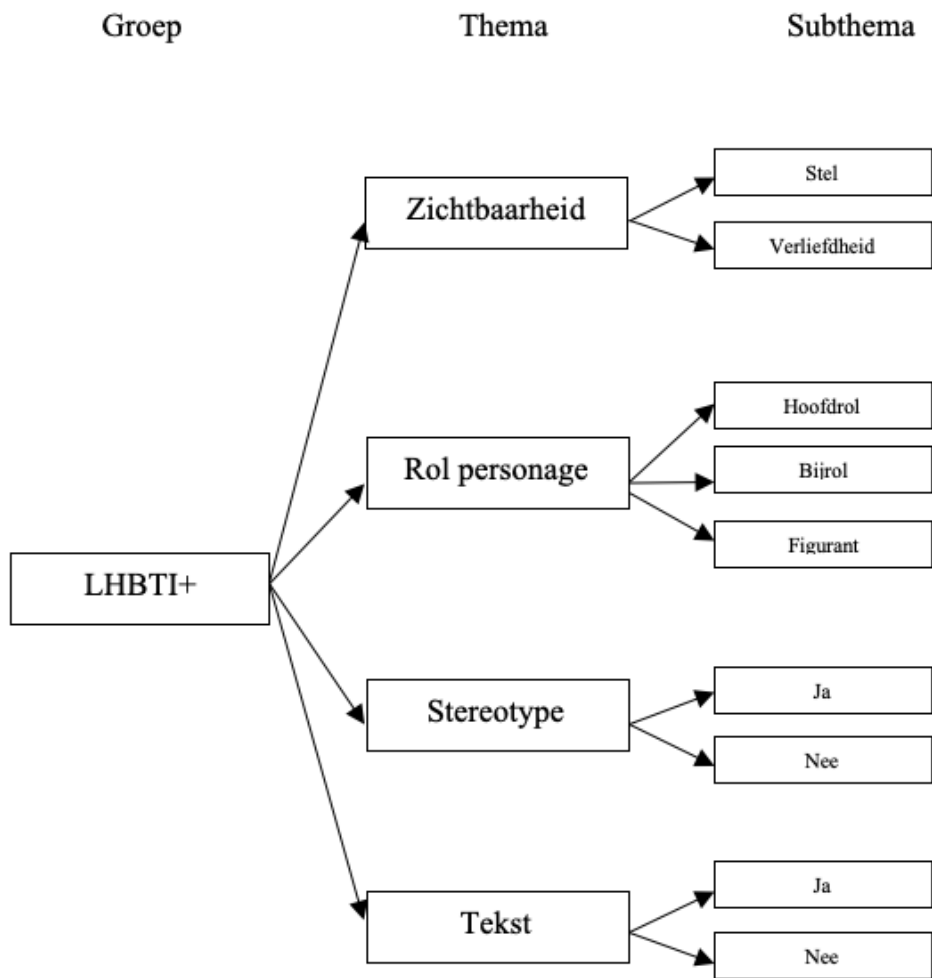 Groep Thema Subthema
Zichtbaarheid
Stel
Verliefdheid
Rol personage
Hoofdrol
Bijrol
Figurant
LHBTI+
Stereotype
Ja
Nee
Tekst
Ja
Nee